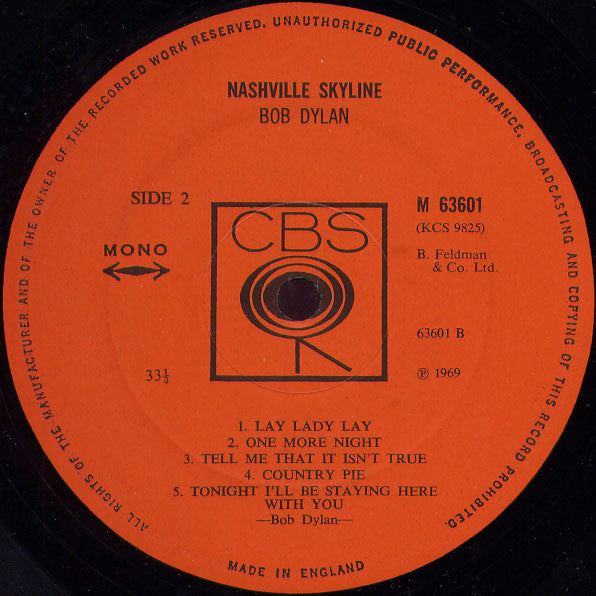 ALL RIGHTS OF THE MANUFACTURER AND OF THE OWNER OF THE RECORDED WORK RESERVED. UNAUTHORIZED PUBLIC PERFORMANCE, BROADCASTING AND COPYING OF THIS RECORD PROHIBITED.
NASHVILLE SKYLINE
BOB DYLAN
SIDE 2
M 63601
(KCS 9825)
CBS
MONO
B. Feldman
& Co. Ltd.
63601 B
33⅓
℗ 1969
1. LAY LADY LAY
2. ONE MORE NIGHT
3. TELL ME THAT IT ISN'T TRUE
4. COUNTRY PIE
5. TONIGHT I'LL BE STAYING HERE
WITH YOU
—Bob Dylan—
MADE IN ENGLAND